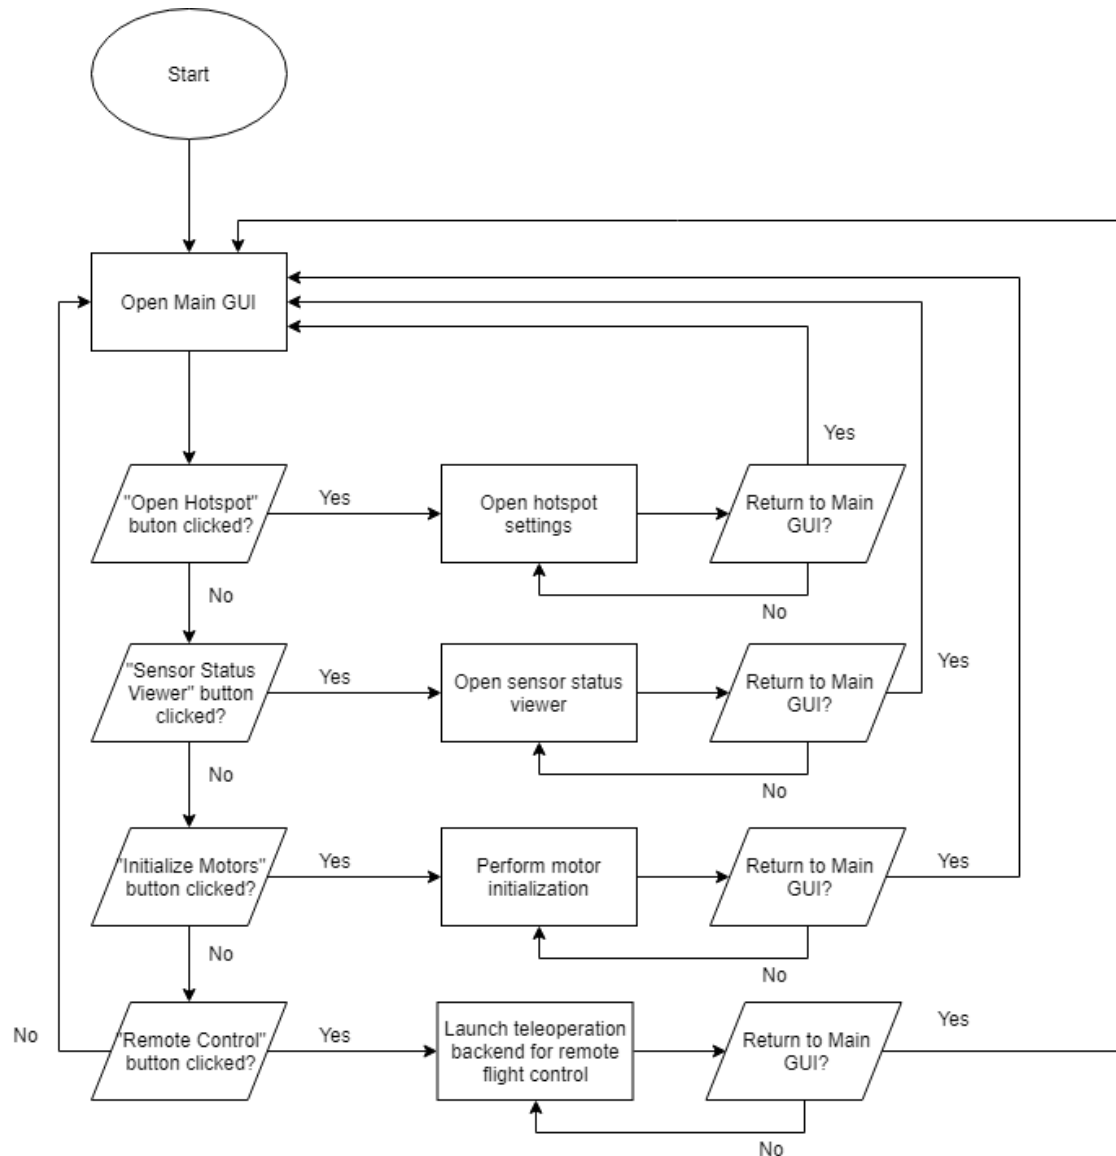 Start
Open Main GUI
Yes
"Open Hotspot"
buton clicked?
Yes
Open hotspot
settings
Return to Main
GUI?
No
No
"Sensor Status
Viewer" button
clicked?
Yes
Open sensor status
viewer
Return to Main
GUI?
Yes
No
No
"Initialize Motors"
button clicked?
Yes
Perform motor
initialization
Return to Main
GUI?
Yes
No
No
No
"Remote Control"
button clicked?
Yes
Launch teleoperation
backend for remote
flight control
Return to Main
GUI?
Yes
No